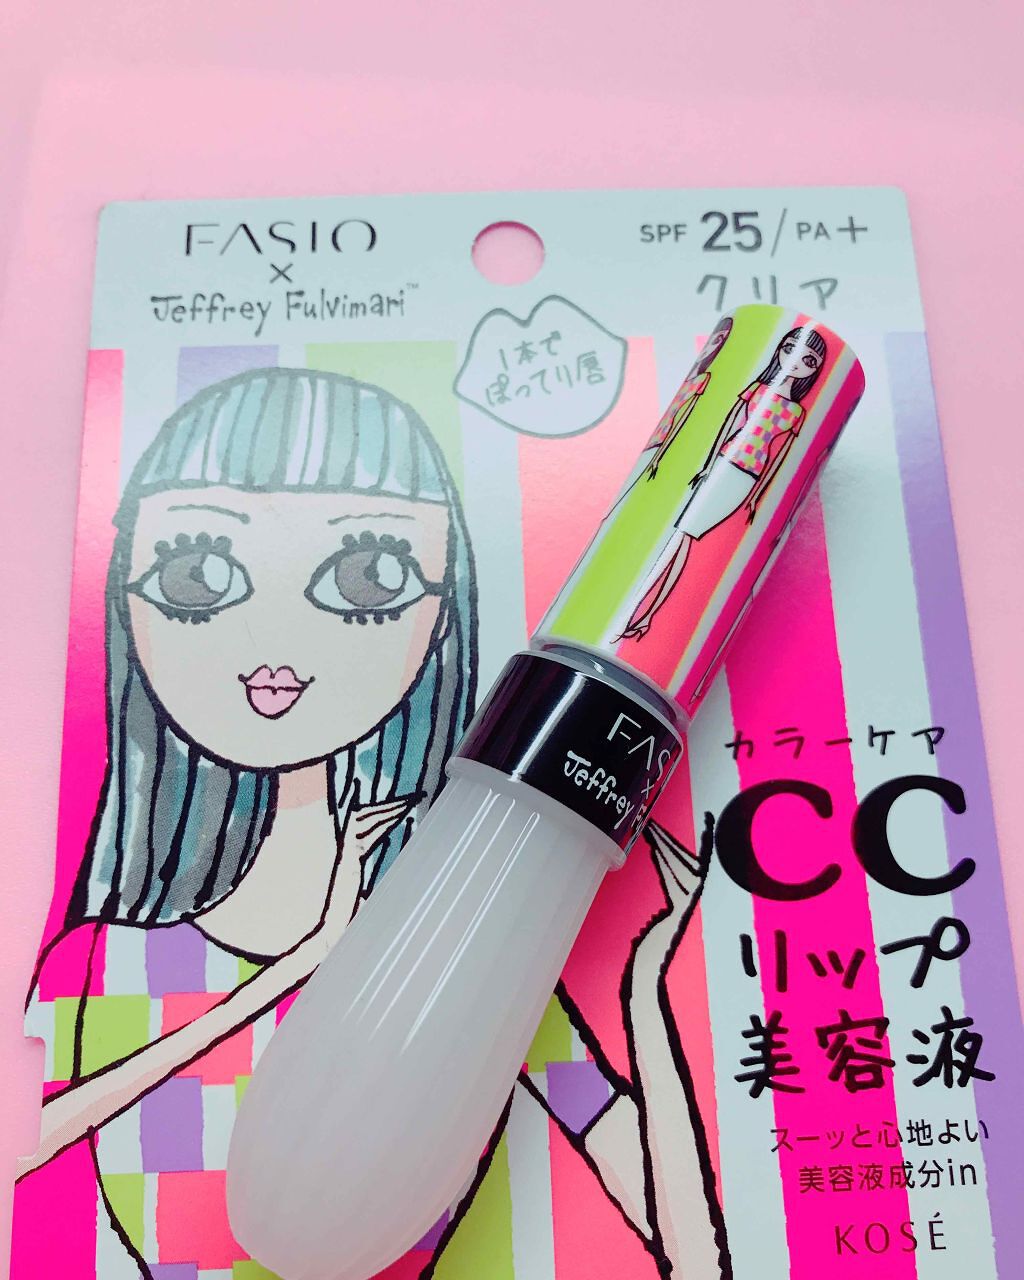 FASIO
×
Jeffrey Fulvimari™
SPF 25/PA+
クリア
1本で
ぽってり唇
FAS
×
Jeffrey
カラーケア
CC
リップ
美容液
スーッと心地よい
美容液成分in
KOSÉ